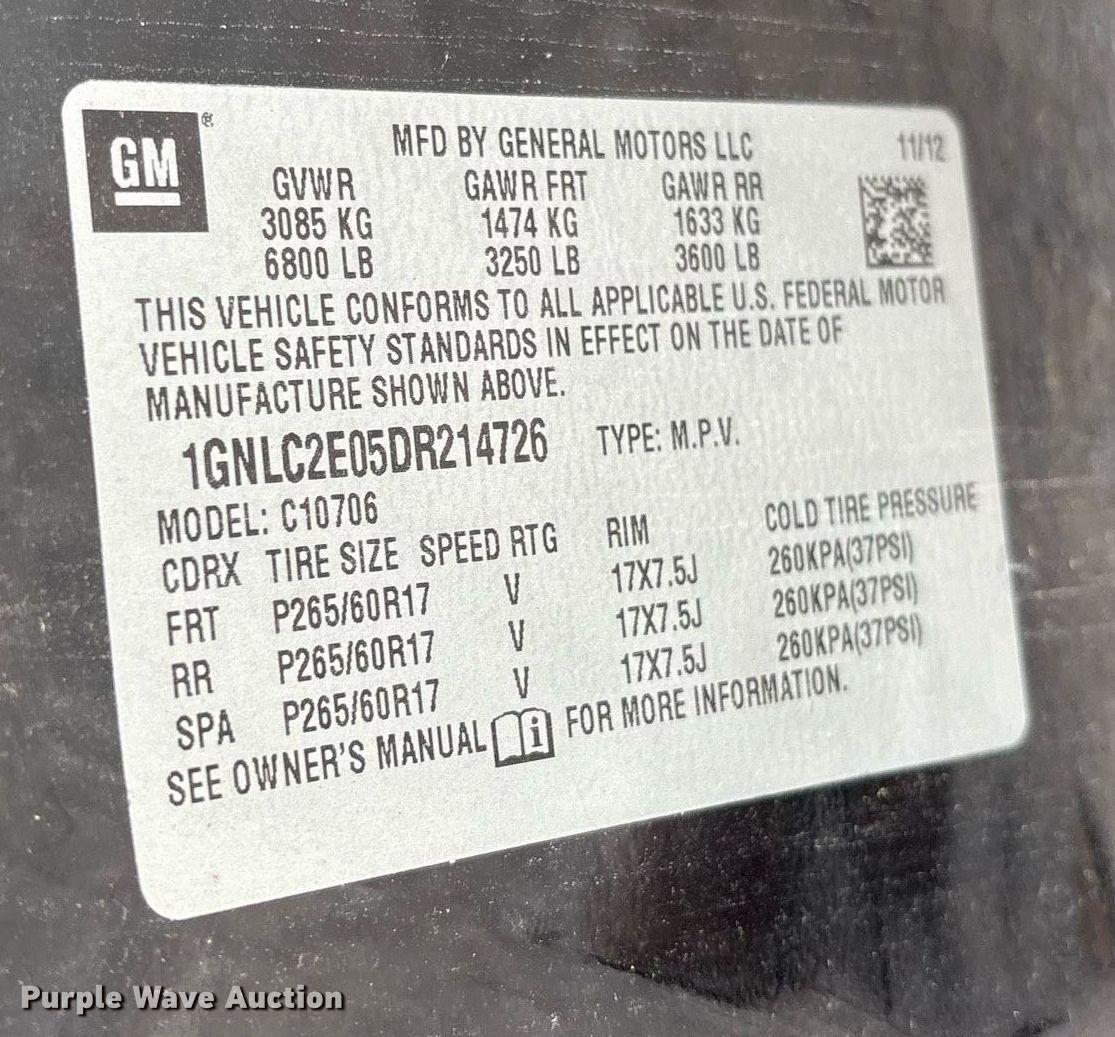 GM®
MFD BY GENERAL MOTORS LLC 11/12
GVWR GAWR FRT GAWR RR
3085 KG 1474 KG 1633 KG
6800 LB 3250 LB 3600 LB
THIS VEHICLE CONFORMS TO ALL APPLICABLE U.S. FEDERAL MOTOR
VEHICLE SAFETY STANDARDS IN EFFECT ON THE DATE OF
MANUFACTURE SHOWN ABOVE.
1GNLC2E05DR214726 TYPE: M.P.V.
MODEL: C10706
CDRX TIRE SIZE SPEED RTG RIM COLD TIRE PRESSURE
FRT P265/60R17 V 17X7.5J 260KPA(37PSI)
RR P265/60R17 V 17X7.5J 260KPA(37PSI)
SPA P265/60R17 V 17X7.5J 260KPA(37PSI)
SEE OWNER'S MANUAL i FOR MORE INFORMATION.
Purple Wave Auction